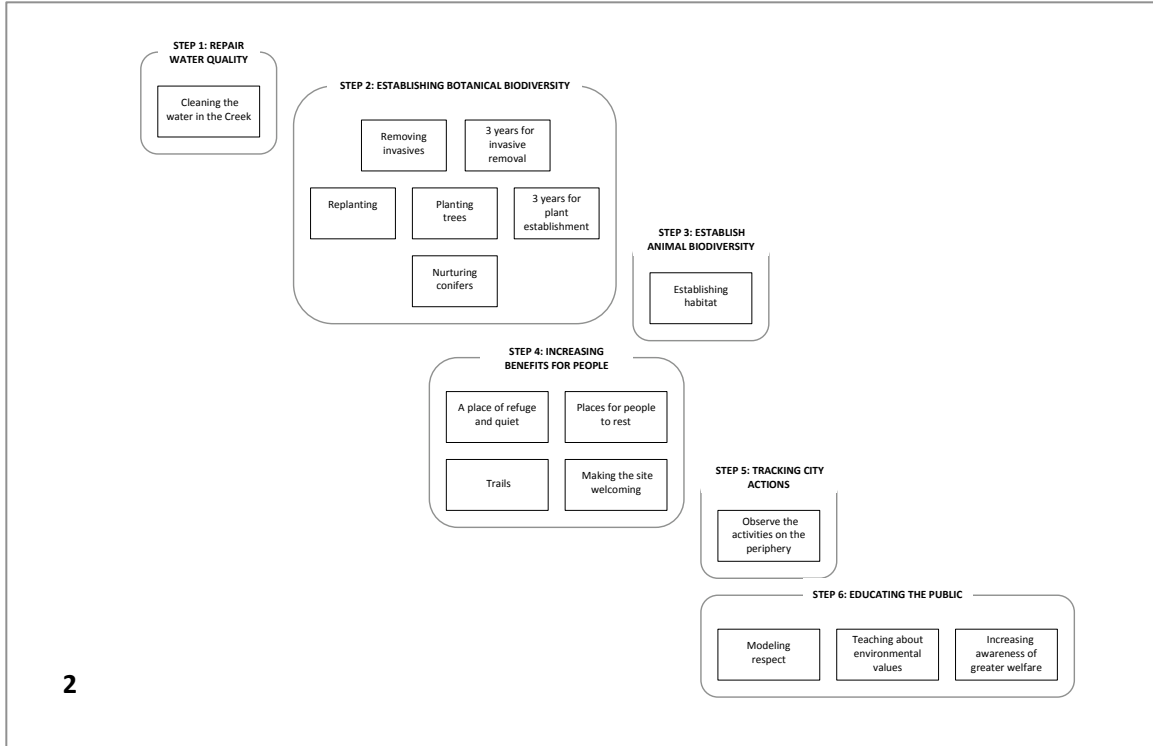 STEP 1: REPAIR
WATER QUALITY
Cleaning the
water in the Creek
STEP 2: ESTABLISHING BOTANICAL BIODIVERSITY
Removing
invasives
3 years for
invasive
removal
Replanting
Planting
trees
3 years for
plant
establishment
Nurturing
conifers
STEP 3: ESTABLISH
ANIMAL BIODIVERSITY
Establishing
habitat
STEP 4: INCREASING
BENEFITS FOR PEOPLE
A place of refuge
and quiet
Places for people
to rest
Trails
Making the site
welcoming
STEP 5: TRACKING CITY
ACTIONS
Observe the
activities on the
periphery
STEP 6: EDUCATING THE PUBLIC
Modeling
respect
Teaching about
environmental
values
Increasing
awareness of
greater welfare
2